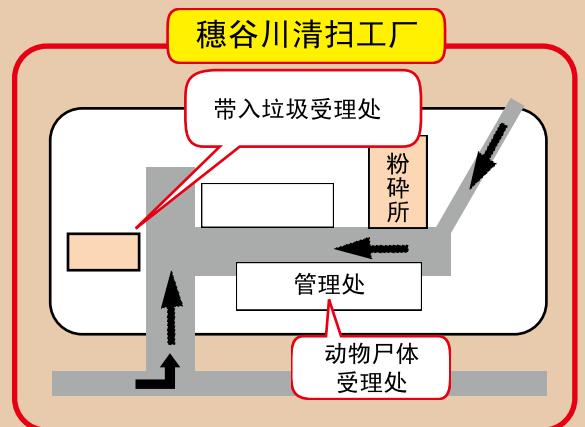 穗谷川清扫工厂
带入垃圾受理处
粉
碎
所
管理处
动物尸体
受理处